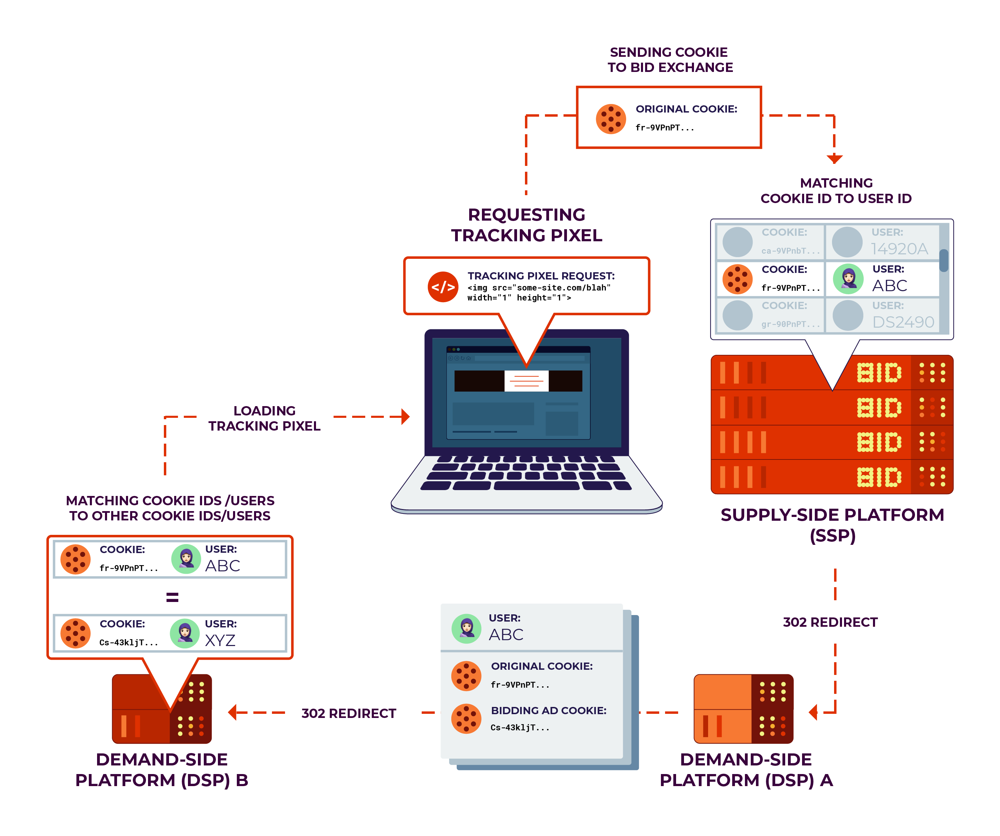 SENDING COOKIE
TO BID EXCHANGE
ORIGINAL COOKIE:
fr-9VPnPT...
MATCHING
COOKIE ID TO USER ID
COOKIE:
ca-9VPnbT...
USER:
14920A
COOKIE:
fr-9VPnPT...
USER:
ABC
COOKIE:
gr-90PnPT...
USER:
DS2490
REQUESTING
TRACKING PIXEL
</>
TRACKING PIXEL REQUEST:
<img src="some-site.com/blah"
width="1" height="1">
BID
BID
BID
BID
SUPPLY-SIDE PLATFORM
(SSP)
LOADING
TRACKING PIXEL
MATCHING COOKIE IDS /USERS
TO OTHER COOKIE IDS/USERS
COOKIE:
fr-9VPnPT...
USER:
ABC
=
COOKIE:
Cs-43kljT...
USER:
XYZ
302 REDIRECT
USER:
ABC
ORIGINAL COOKIE:
fr-9VPnPT...
BIDDING AD COOKIE:
Cs-43kljT...
302 REDIRECT
DEMAND-SIDE
PLATFORM (DSP) B
DEMAND-SIDE
PLATFORM (DSP) A